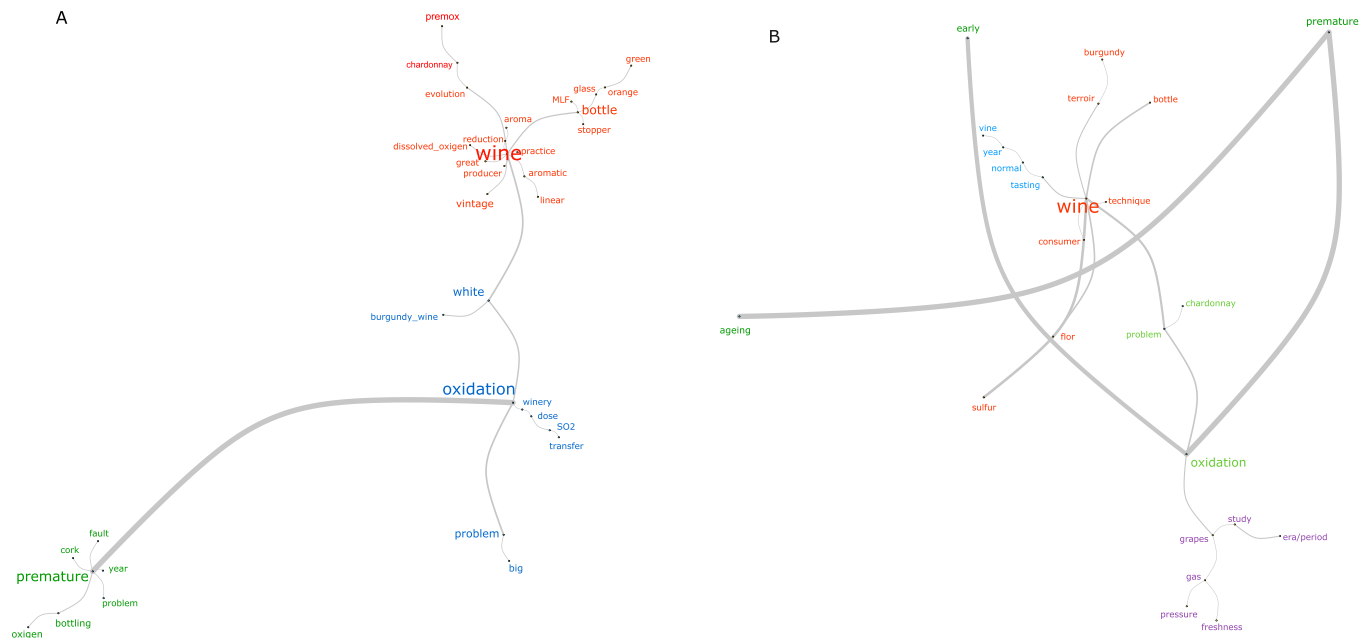 A
premox
chardonnay
evolution
green
glass
orange
MLF
bottle
stopper
aroma
reduction
dissolved_oxigen
wine
practice
great
producer
aromatic
vintage
linear
white
burgundy_wine
oxidation
winery
dose
SO2
transfer
problem
big
fault
cork
year
premature
problem
bottling
oxigen
B
early
premature
burgundy
terroir
bottle
vine
year
normal
tasting
wine
technique
consumer
chardonnay
problem
ageing
flor
sulfur
oxidation
study
grapes
era/period
gas
pressure
freshness